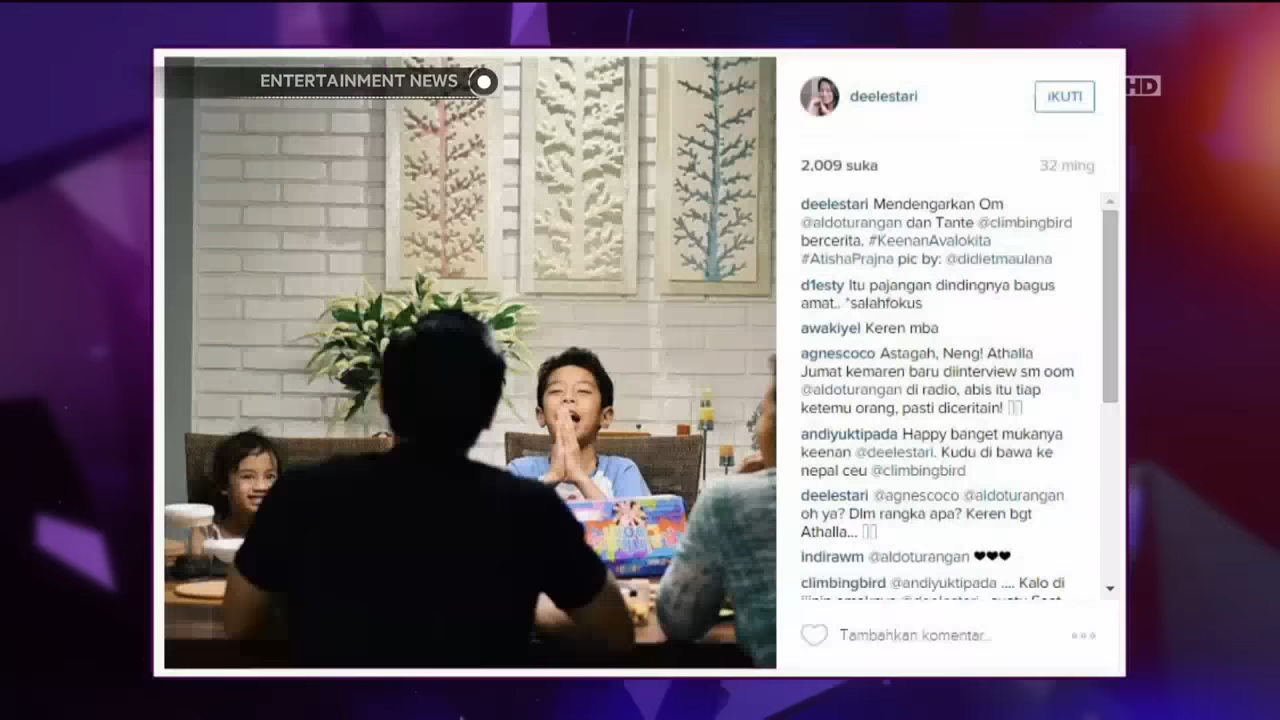 ENTERTAINMENT NEWS
HD
deelestari
iKUTI
2,009 suka
32 ming
deelestari Mendengarkan Om
@aldoturangan dan Tante @climbingbird
bercerita. #KeenanAvalokita
#AtishaPrajna pic by: @didietmaulana
d1esty Itu pajangan dindingnya bagus
amat.. *salahfokus
awakiyel Keren mba
agnescoco Astagah, Neng! Athalla
Jumat kemaren baru diinterview sm oom
@aldoturangan di radio, abis itu tiap
ketemu orang, pasti diceritain!
andiyuktipada Happy banget mukanya
keenan @deelestari. Kudu di bawa ke
nepal ceu @climbingbird
deelestari @agnescoco @aldoturangan
oh ya? Dlm rangka apa? Keren bgt
Athalla...
indirawm @aldoturangan ♥♥♥
climbingbird @andiyuktipada .... Kalo di
Tambahkan komentar...